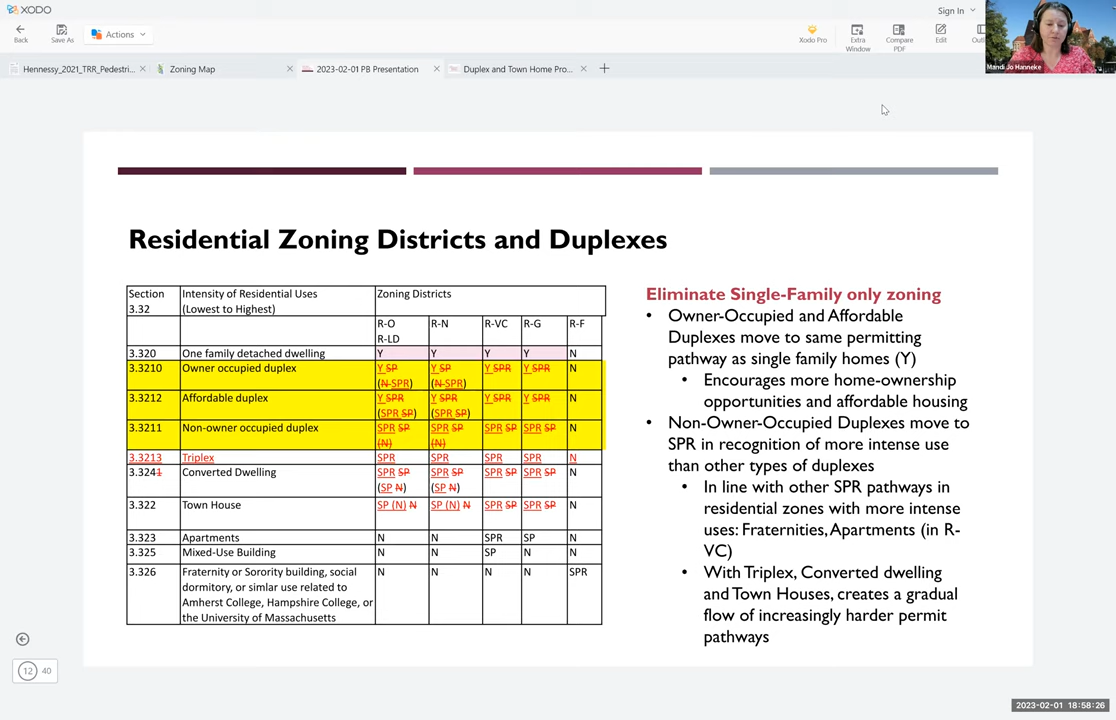 XODO
Sign In
Back
Save As
Actions
Xodo Pro
Extra Window
Compare PDF
Edit
Mandi Jo Hanneke
Hennessy_2021_TRR_Pedestri...
Zoning Map
2023-02-01 PB Presentation
Duplex and Town Home Pro...
Residential Zoning Districts and Duplexes
Section 3.32 Intensity of Residential Uses (Lowest to Highest) Zoning Districts
R-O R-LD R-N R-VC R-G R-F
3.320 One family detached dwelling Y Y Y Y N
3.3210 Owner occupied duplex Y SP (N SPR) Y SP (N SPR) Y SPR Y SPR N
3.3212 Affordable duplex Y SPR (SPR SP) Y SPR (SPR SP) Y SPR Y SPR N
3.3211 Non-owner occupied duplex SPR SP (N) SPR SP (N) SPR SP SPR SP N
3.3213 Triplex SPR SPR SPR SPR N
3.3241 Converted Dwelling SPR SP (SP N) SPR SP (SP N) SPR SP SPR SP N
3.322 Town House SP (N) N SP (N) N SPR SP SPR SP N
3.323 Apartments N N SPR SP N
3.325 Mixed-Use Building N N SP N N
3.326 Fraternity or Sorority building, social dormitory, or simlar use related to Amherst College, Hampshire College, or the University of Massachusetts N N N N SPR
Eliminate Single-Family only zoning
• Owner-Occupied and Affordable
Duplexes move to same permitting
pathway as single family homes (Y)
• Encourages more home-ownership
opportunities and affordable housing
• Non-Owner-Occupied Duplexes move to
SPR in recognition of more intense use
than other types of duplexes
• In line with other SPR pathways in
residential zones with more intense
uses: Fraternities, Apartments (in R-
VC)
• With Triplex, Converted dwelling
and Town Houses, creates a gradual
flow of increasingly harder permit
pathways
12 40
2023-02-01 18:58:26